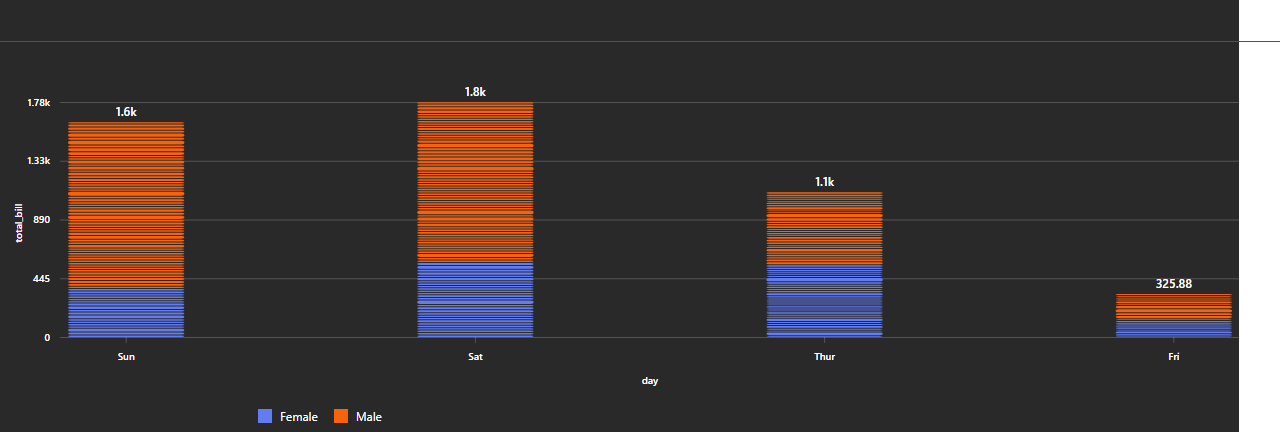 1.8k
1.78k
1.6k
1.33k
1.1k
total_bill
890
445
325.88
0
Sun Sat Thur Fri
day
Female Male